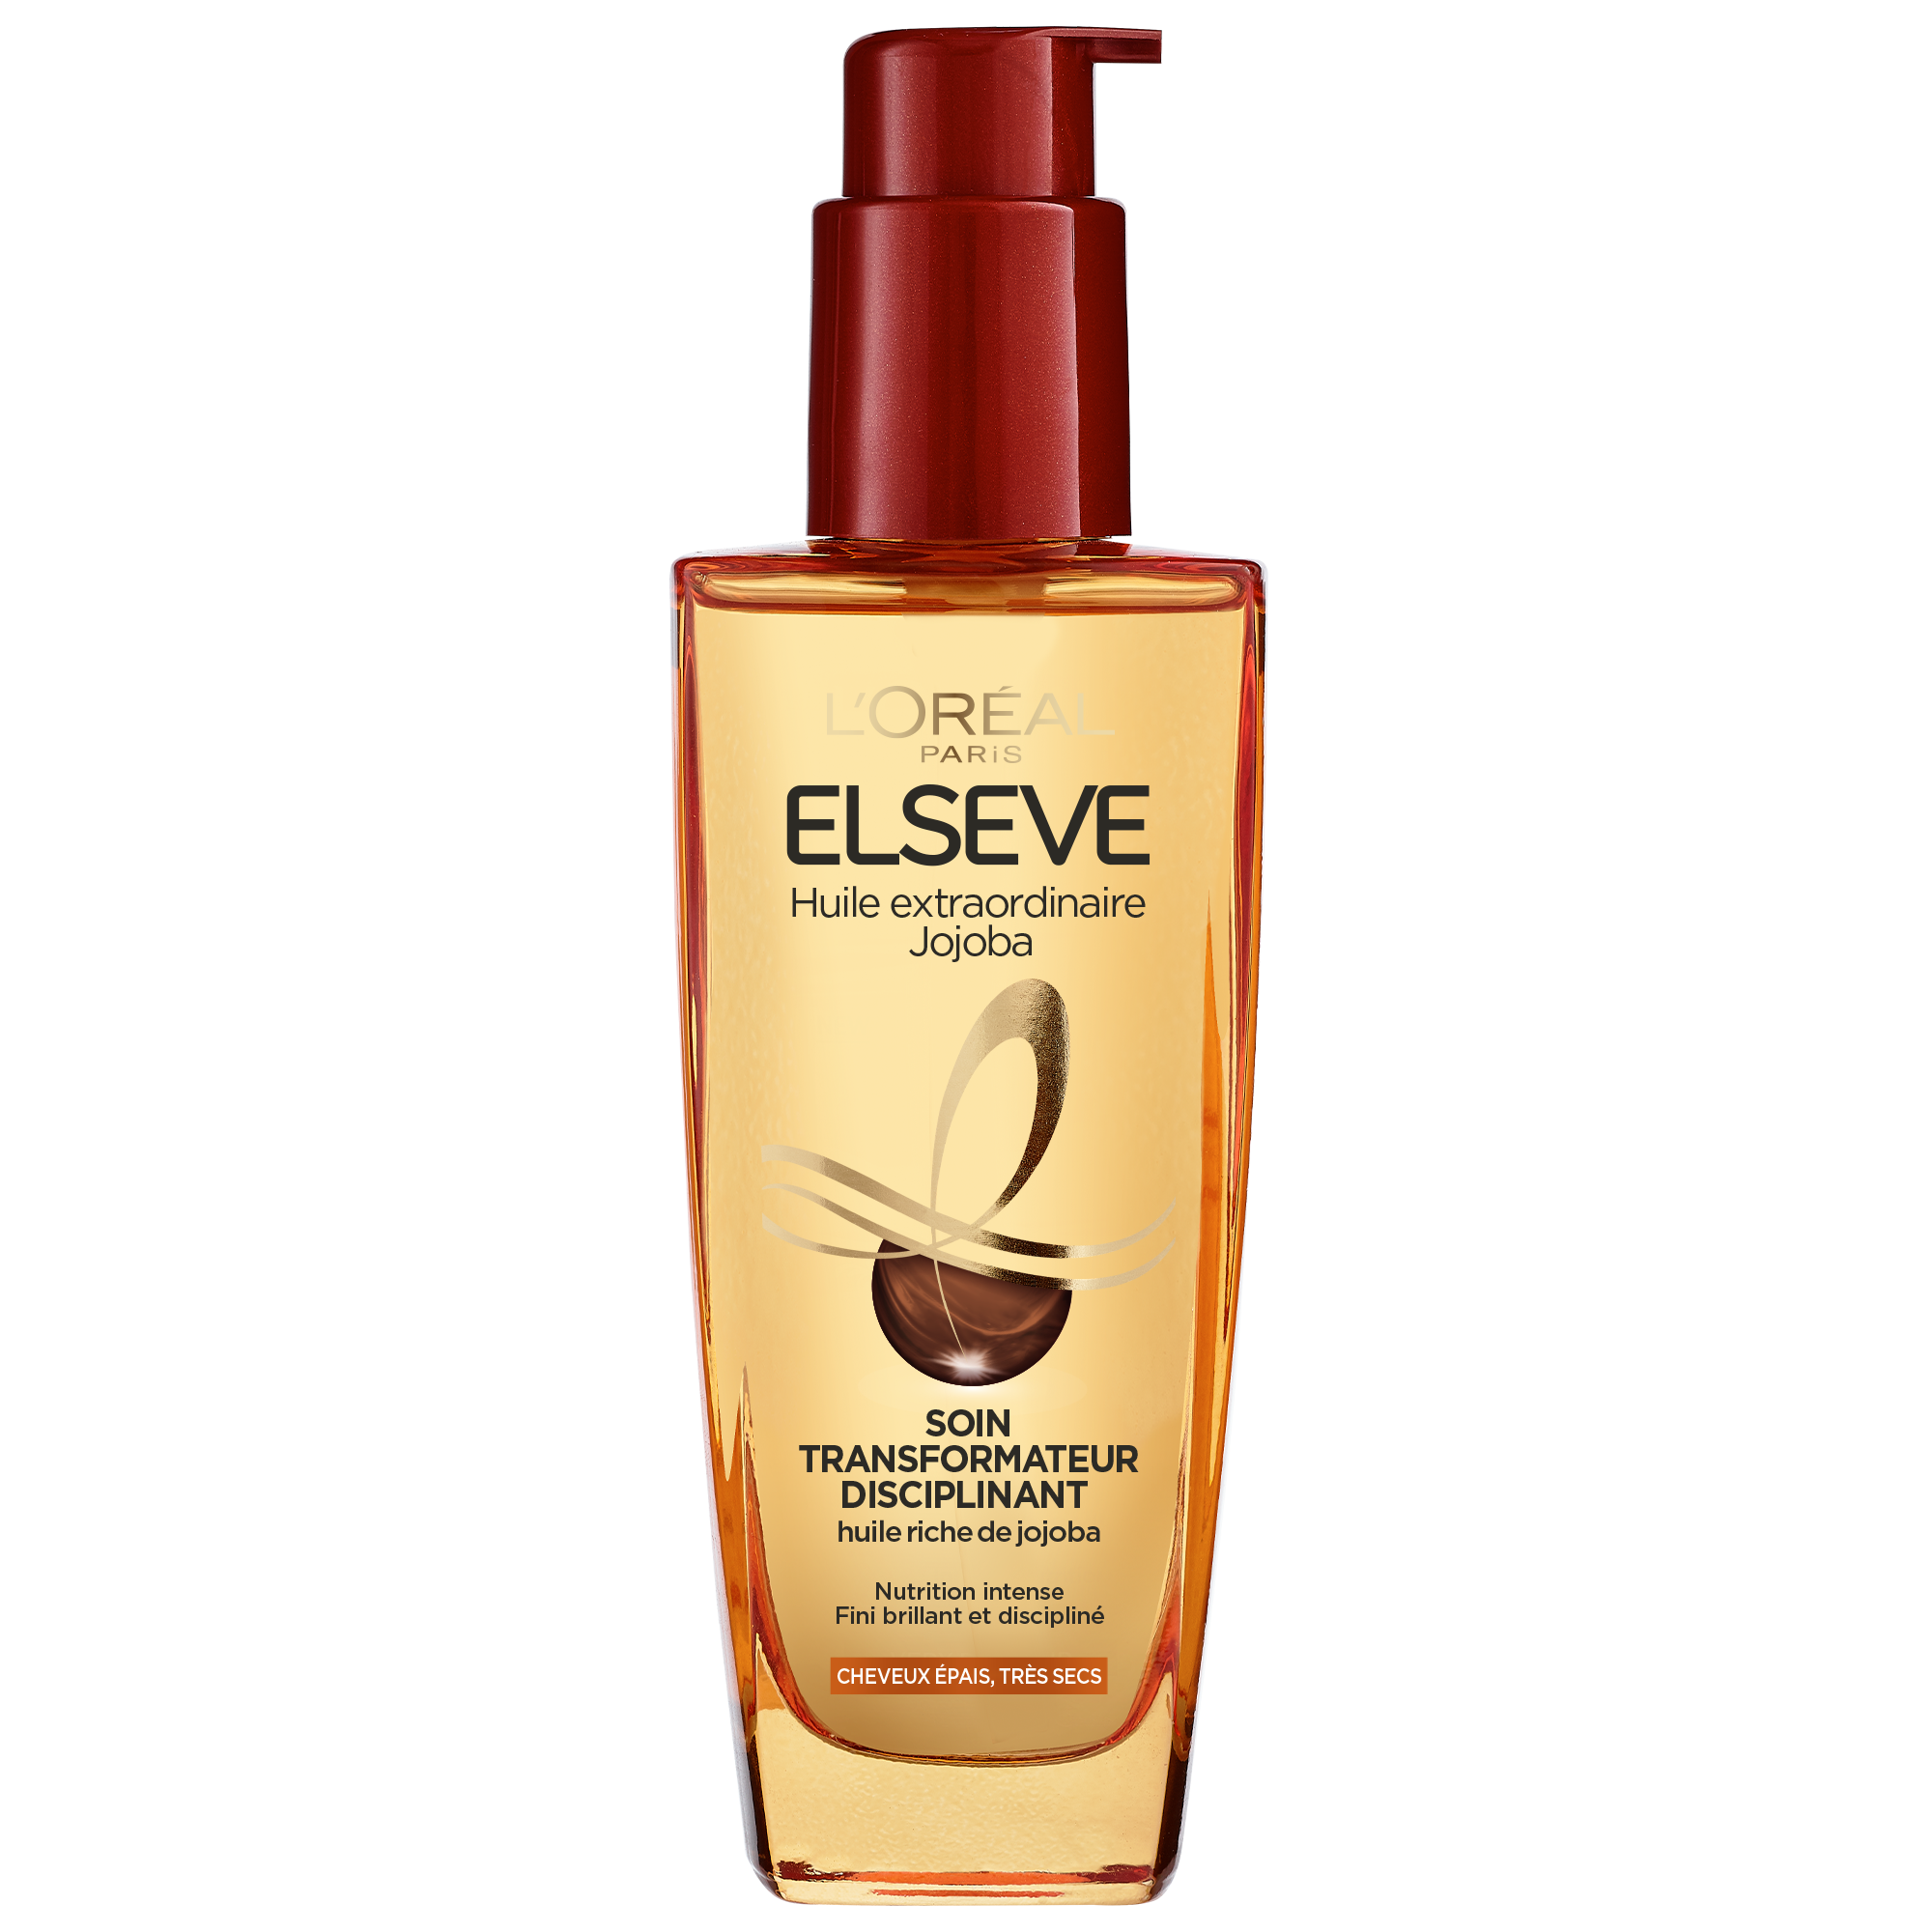 L'ORÉAL
PARiS
ELSEVE
Huile extraordinaire
Jojoba
SOIN
TRANSFORMATEUR
DISCIPLINANT
huile riche de jojoba
Nutrition intense
Fini brillant et discipliné
CHEVEUX ÉPAIS, TRÈS SECS